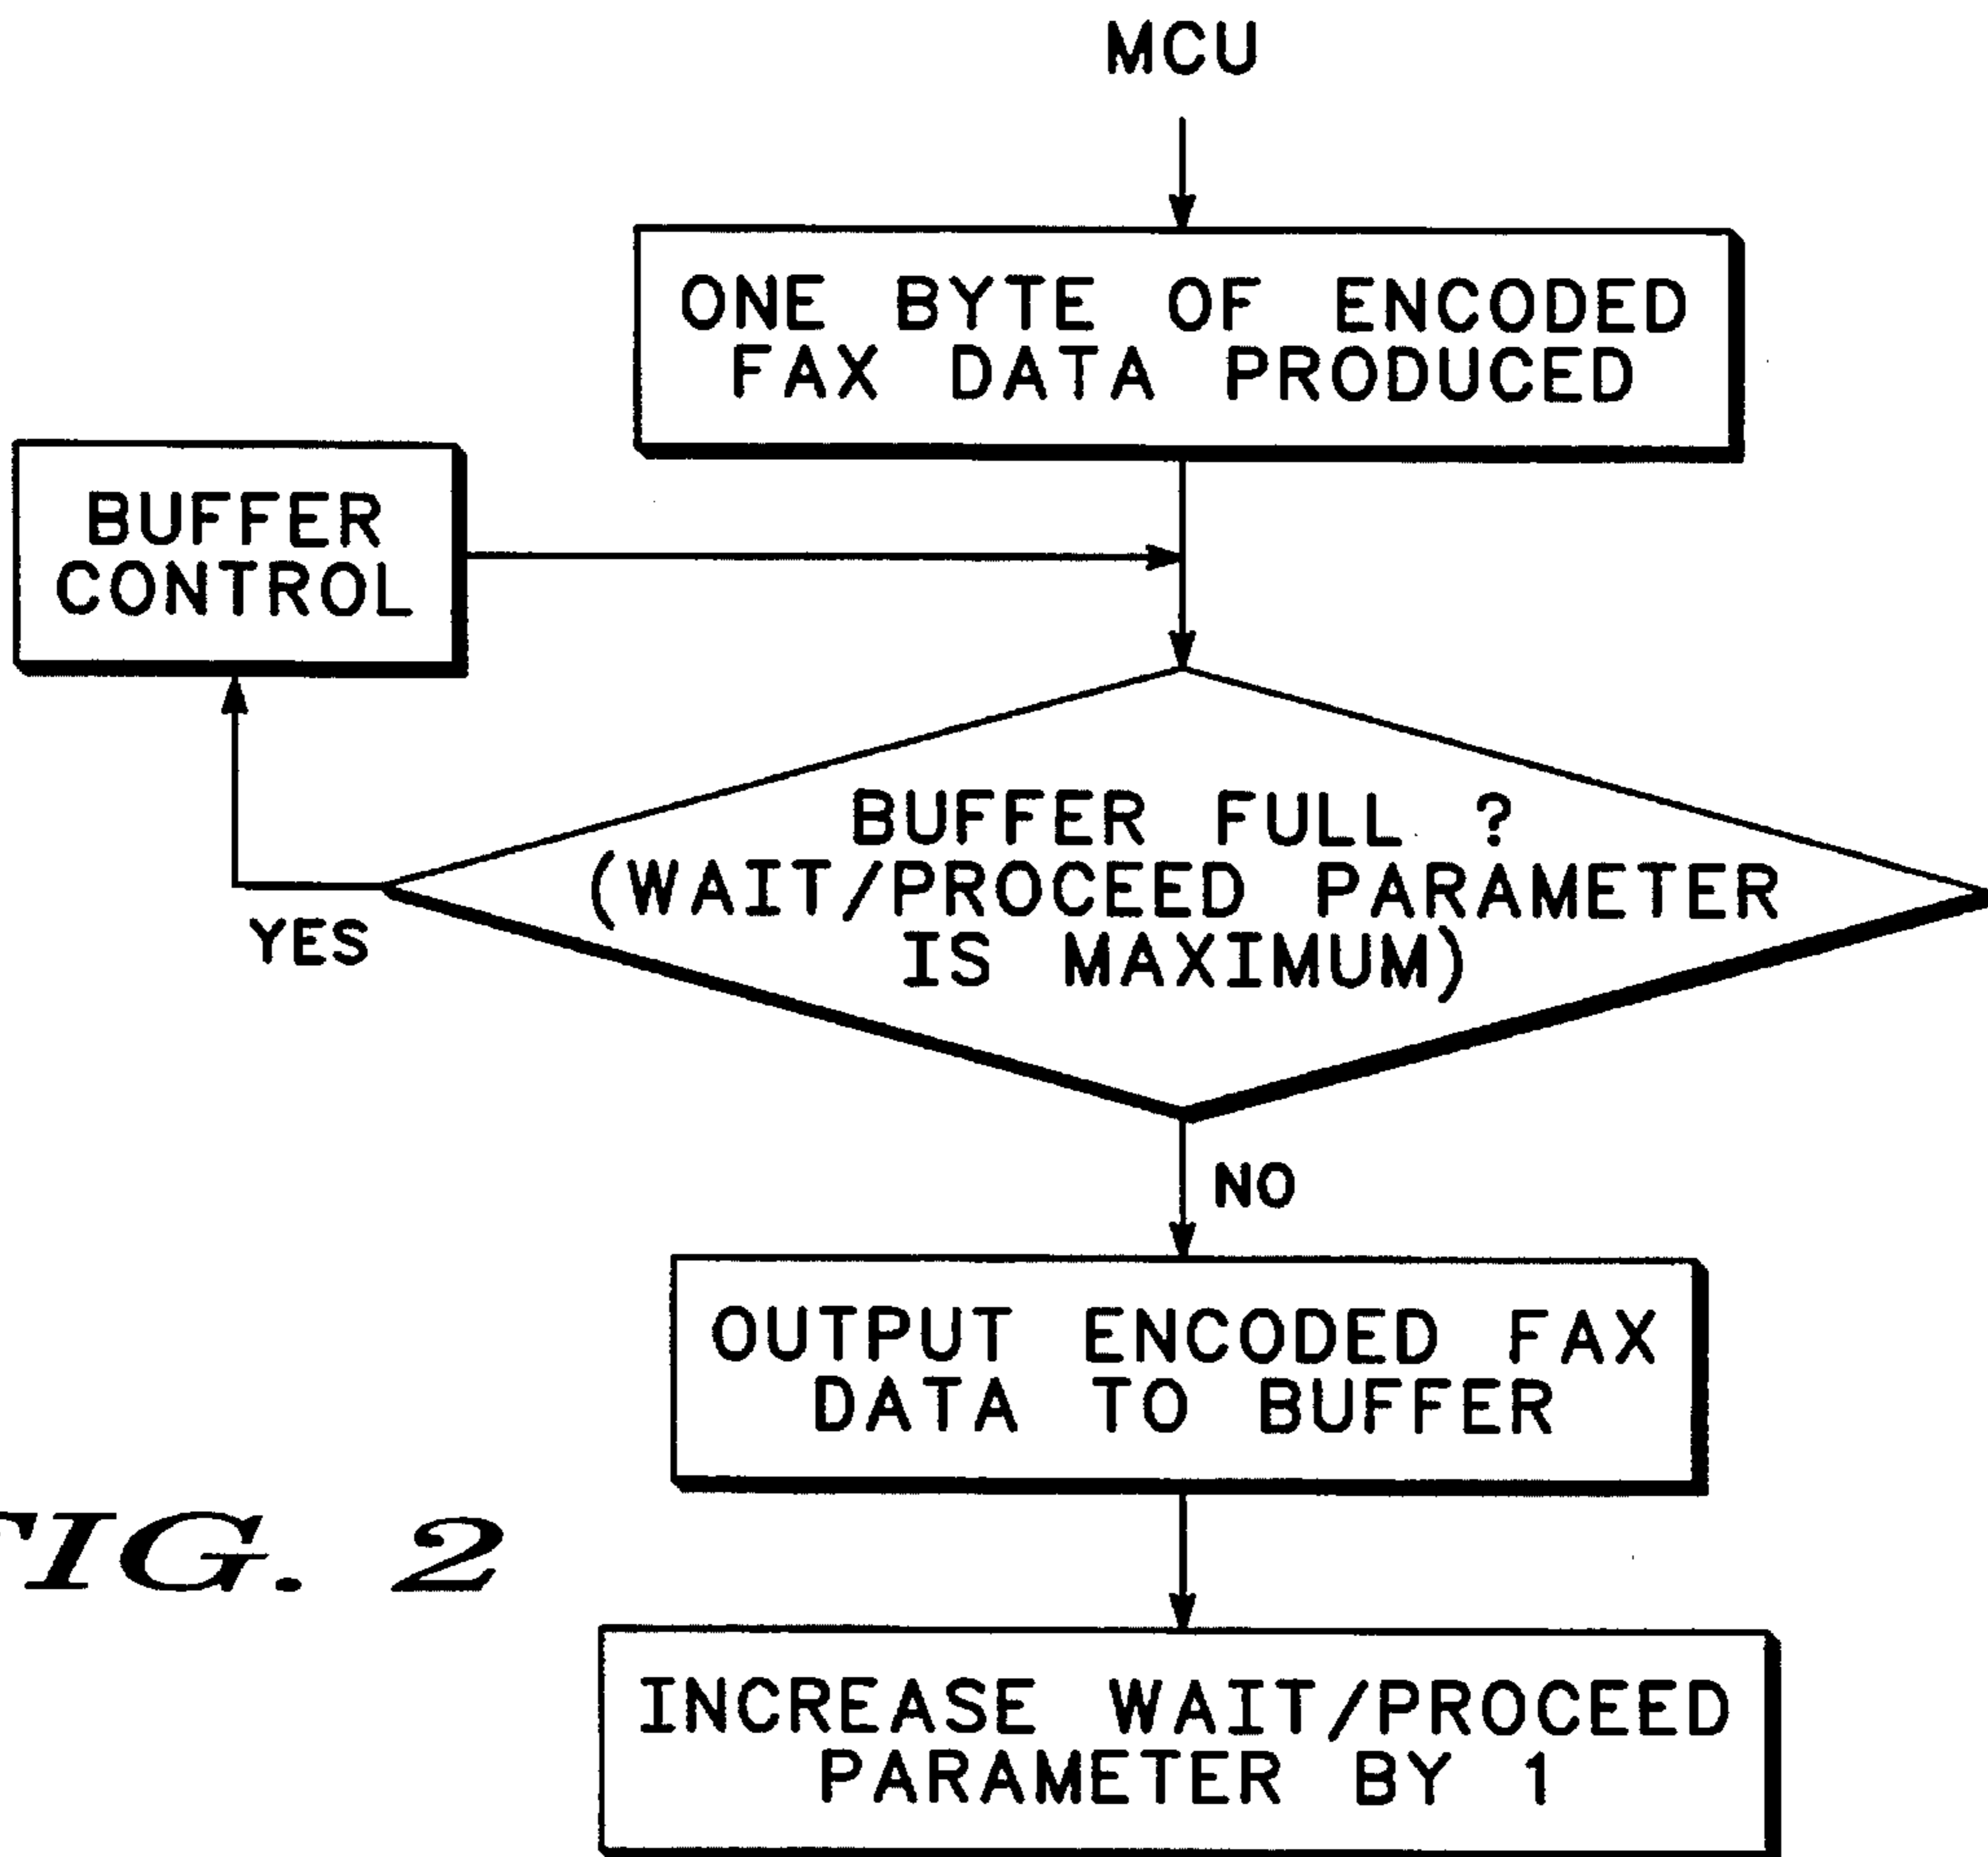 MCU
ONE BYTE OF ENCODED
FAX DATA PRODUCED
BUFFER
CONTROL
BUFFER FULL ?
(WAIT/PROCEED PARAMETER
IS MAXIMUM)
YES
NO
OUTPUT ENCODED FAX
DATA TO BUFFER
FIG. 2
INCREASE WAIT/PROCEED
PARAMETER BY 1